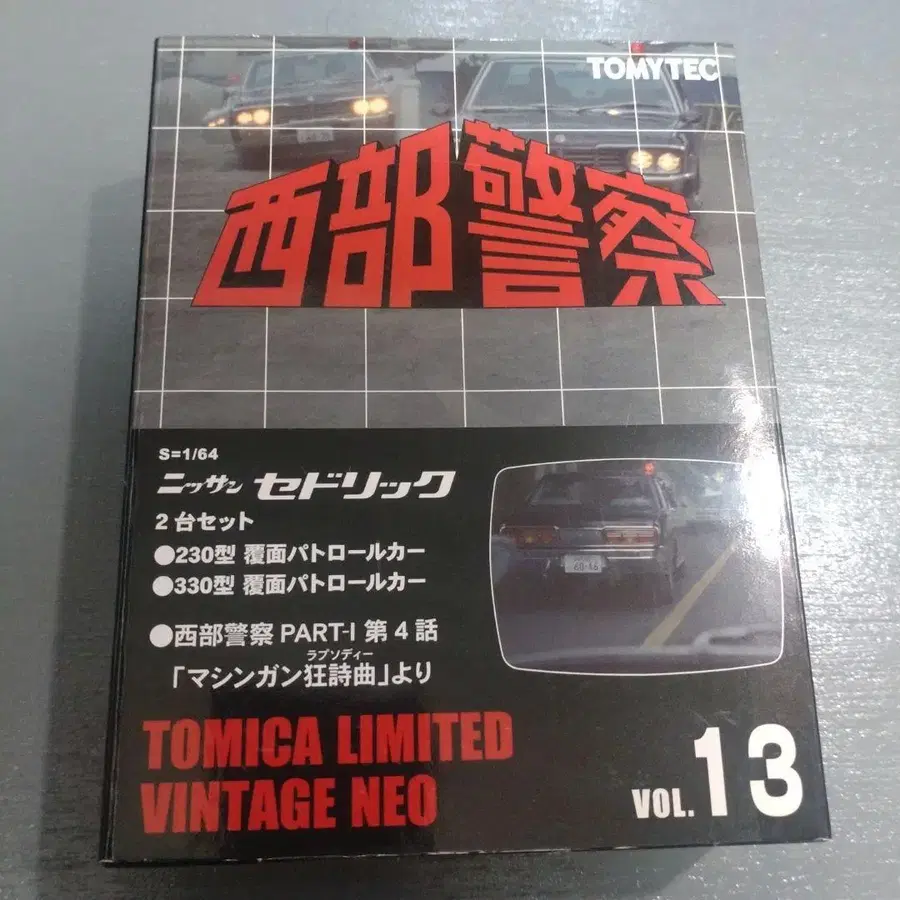 TOMYTEC
西部警察
S=1/64
ニッサン セドリック
2台セット
●230型 覆面パトロールカー
●330型 覆面パトロールカー
●西部警察 PART-I 第4話
ラプソディー
「マシンガン狂詩曲」より
60-16
TOMICA LIMITED
VINTAGE NEO
VOL.13